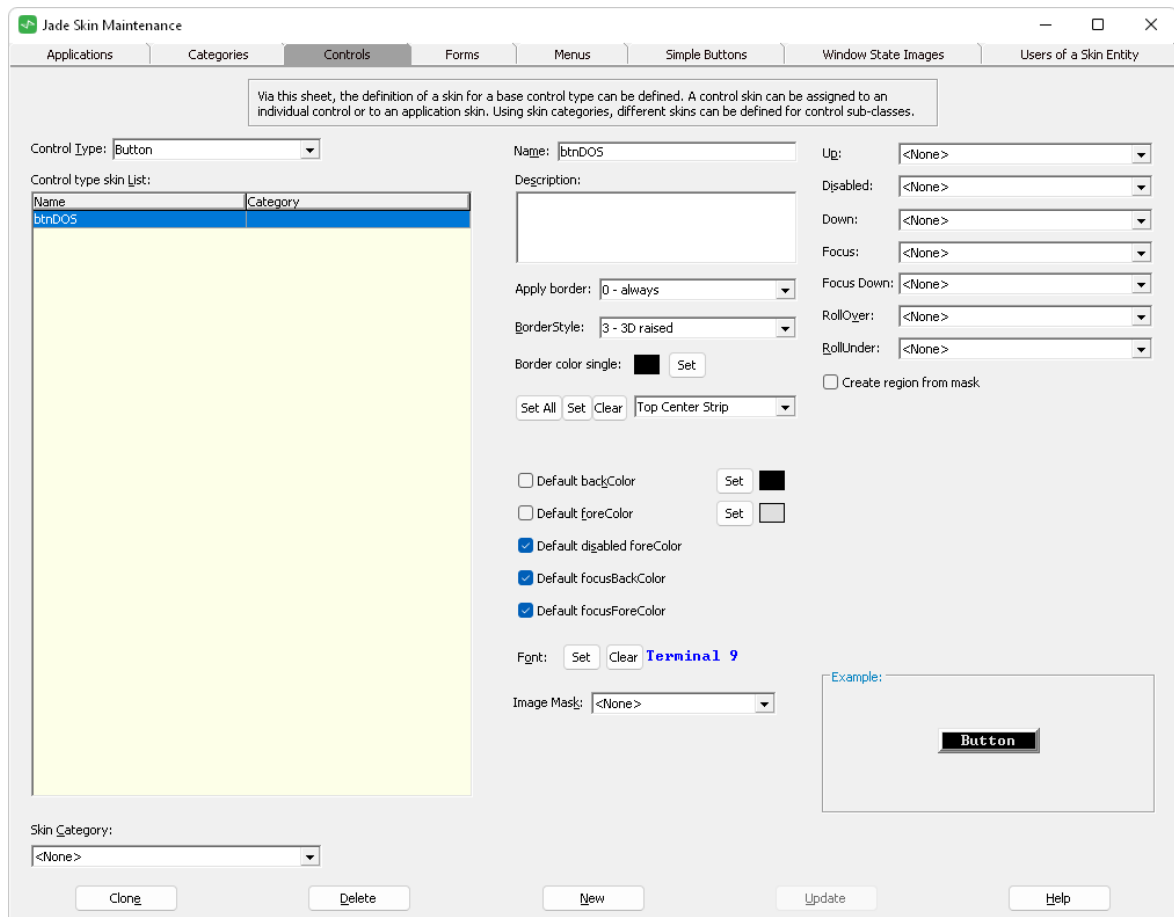 Jade Skin Maintenance
Applications
Categories
Controls
Forms
Menus
Simple Buttons
Window State Images
Users of a Skin Entity
Via this sheet, the definition of a skin for a base control type can be defined. A control skin can be assigned to an
individual control or to an application skin. Using skin categories, different skins can be defined for control sub-classes.
Control Type: Button
Control type skin List:
Name Category
btnDOS
Skin Category:
<None>
Name: btnDOS
Description:
Apply border: 0 - always
BorderStyle: 3 - 3D raised
Border color single: Set
Set All Set Clear Top Center Strip
Default backColor Set
Default foreColor Set
Default disabled foreColor
Default focusBackColor
Default focusForeColor
Font: Set Clear Terminal 9
Image Mask: <None>
Up: <None>
Disabled: <None>
Down: <None>
Focus: <None>
Focus Down: <None>
RollOver: <None>
RollUnder: <None>
Create region from mask
Example:
Button
Clone
Delete
New
Update
Help